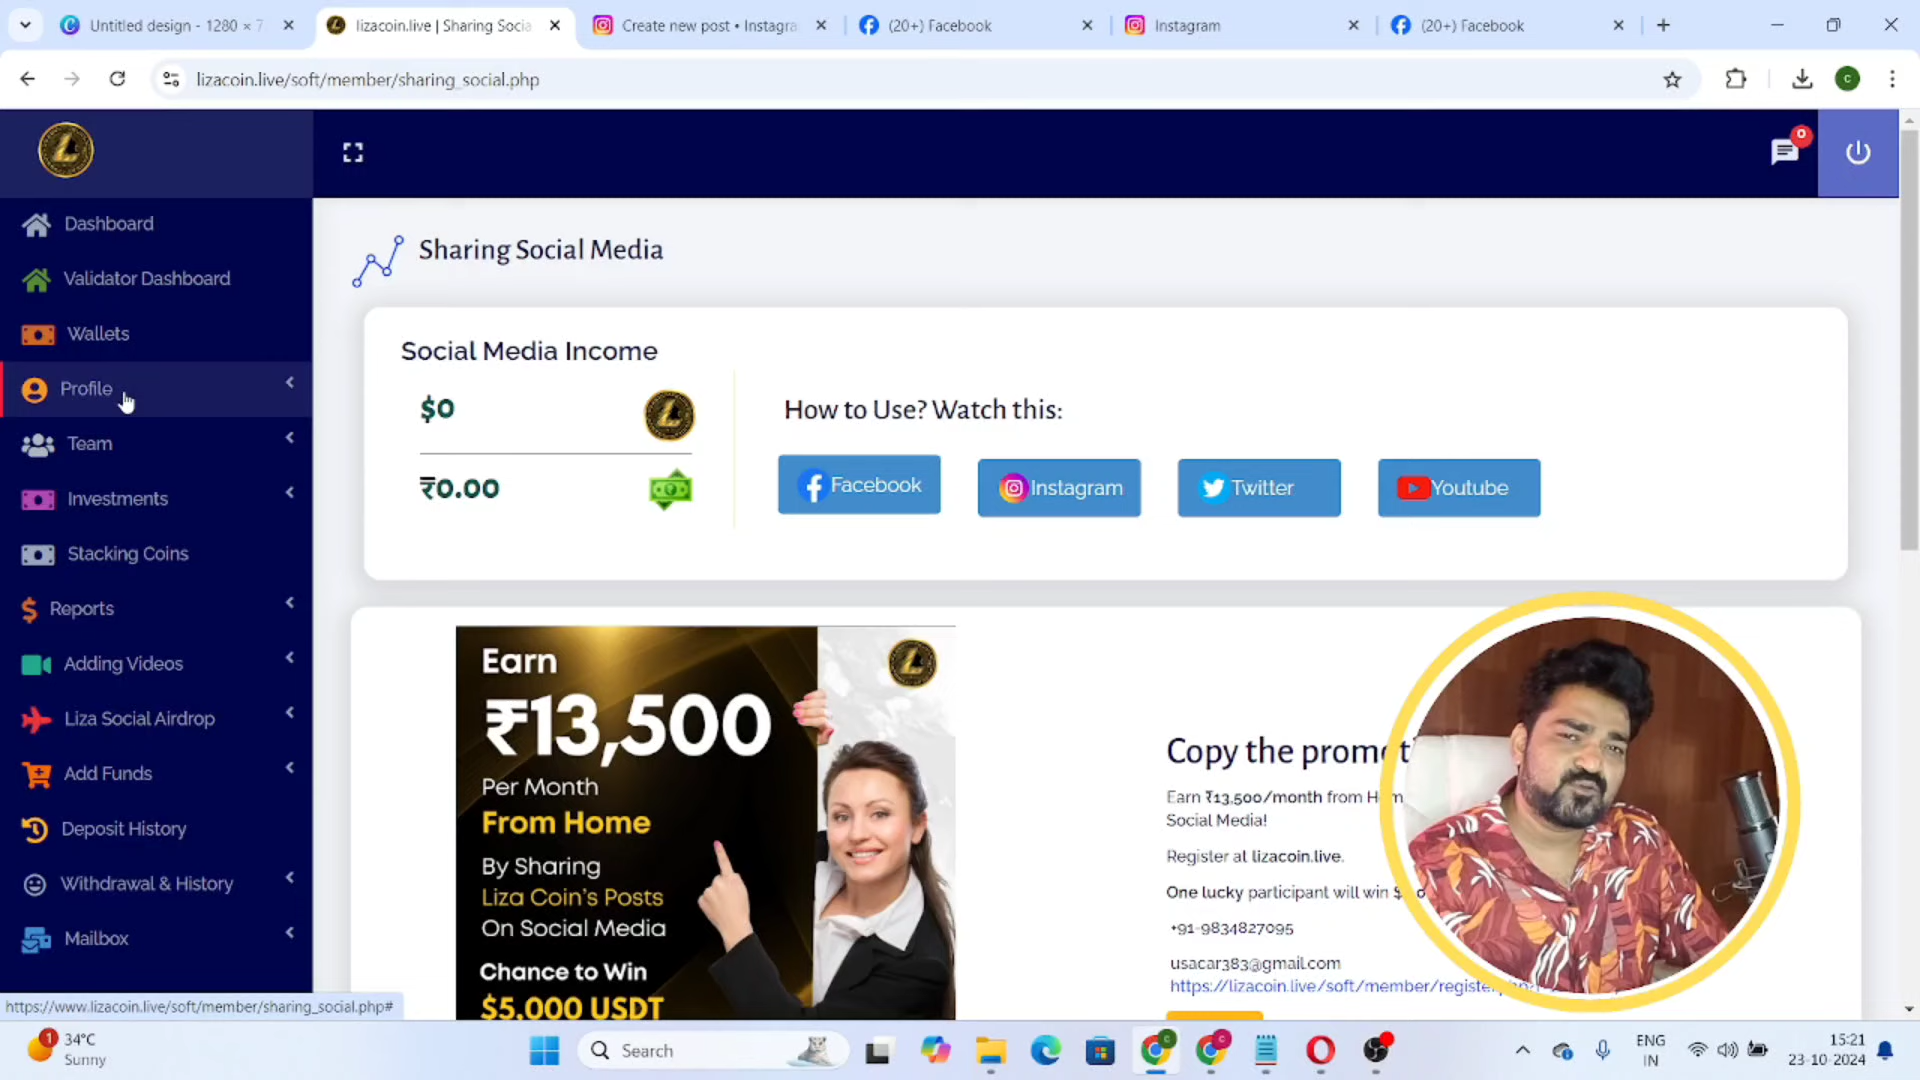 Untitled design - 1280 × 7
lizacoin.live | Sharing Socia
Create new post • Instagra
(20+) Facebook
Instagram
(20+) Facebook
lizacoin.live/soft/member/sharing_social.php
C
0
Dashboard
Validator Dashboard
Wallets
Profile
Team
Investments
Stacking Coins
Reports
Adding Videos
Liza Social Airdrop
Add Funds
Deposit History
Withdrawal & History
Mailbox
https://www.lizacoin.live/soft/member/sharing_social.php#
Sharing Social Media
Social Media Income
$0
₹0.00
How to Use? Watch this:
Facebook
Instagram
Twitter
Youtube
Earn
₹13,500
Per Month
From Home
By Sharing
Liza Coin's Posts
On Social Media
Chance to Win
$5,000 USDT
Copy the promot
Earn ₹13,500/month from Hom
Social Media!
Register at lizacoin.live.
One lucky participant will win $
+91-9834827095
usacar383@gmail.com
https://lizacoin.live/soft/member/register.php?
1
34°C
Sunny
Search
ENG
IN
15:21
23-10-2024